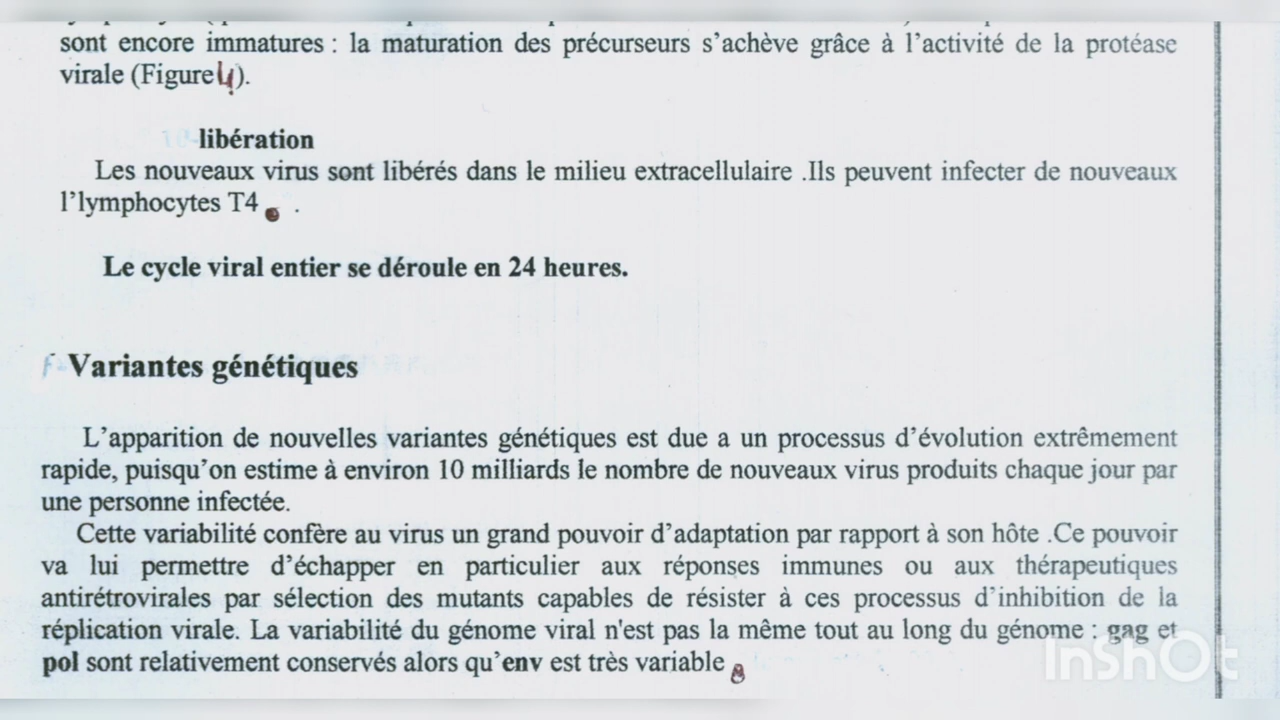 sont encore immatures : la maturation des précurseurs s'achève grâce à l'activité de la protéase
virale (Figure 4).
libération
Les nouveaux virus sont libérés dans le milieu extracellulaire .Ils peuvent infecter de nouveaux
l'lymphocytes T4 .
Le cycle viral entier se déroule en 24 heures.
Variantes génétiques
L'apparition de nouvelles variantes génétiques est due a un processus d'évolution extrêmement
rapide, puisqu'on estime à environ 10 milliards le nombre de nouveaux virus produits chaque jour par
une personne infectée.
Cette variabilité confère au virus un grand pouvoir d'adaptation par rapport à son hôte .Ce pouvoir
va lui permettre d'échapper en particulier aux réponses immunes ou aux thérapeutiques
antirétrovirales par sélection des mutants capables de résister à ces processus d'inhibition de la
réplication virale. La variabilité du génome viral n'est pas la même tout au long du génome : gag et
pol sont relativement conservés alors qu'env est très variable
InShOt